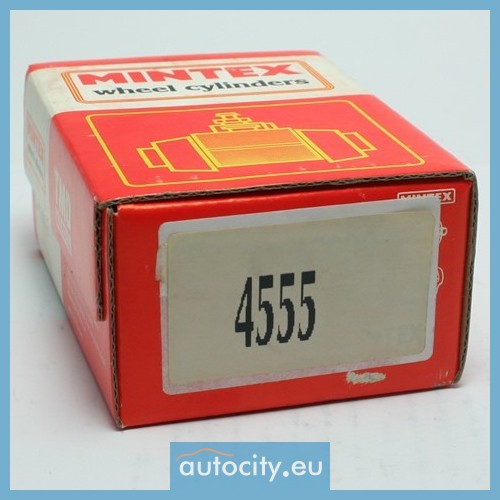 MINTEX
wheel cylinders
MINTEX
4555
autocity.eu